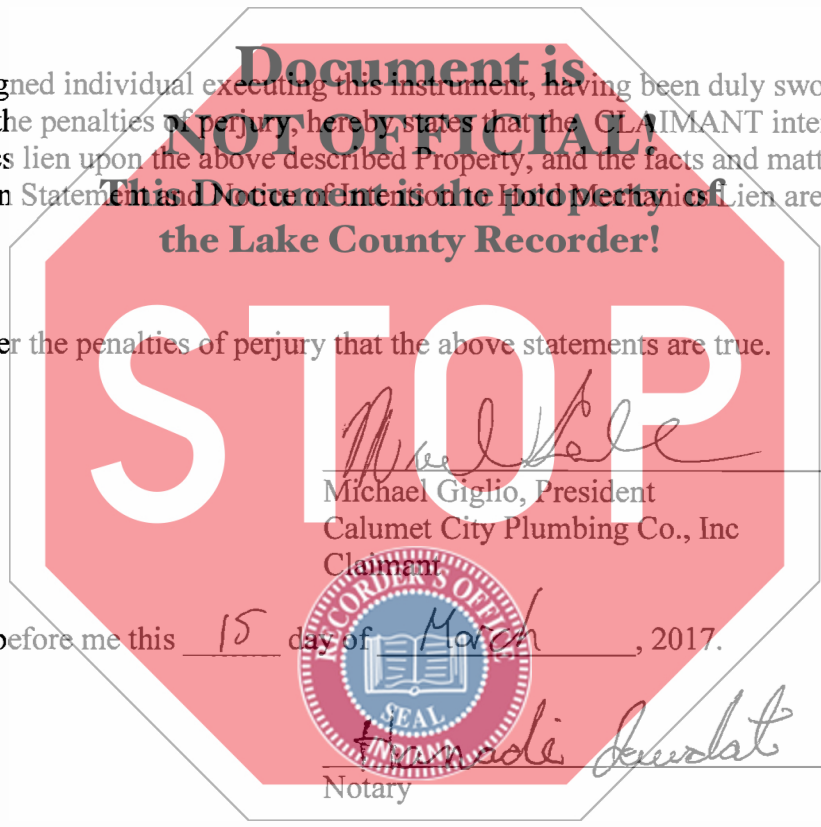 Document is
NOT OFFICIAL!
This Document is the property of
the Lake County Recorder!
gned individual executing this instrument, having been duly swo
the penalties of perjury, hereby states that the CLAIMANT inte
s lien upon the above described Property, and the facts and matt
n Statement and Notice of Intention to Hold Mechanics Lien are
er the penalties of perjury that the above statements are true.
STOP
Michael Giglio, President
Calumet City Plumbing Co., Inc
Claimant
before me this 15 day of March, 2017.
RECORDER'S OFFICE
SEAL
INDIANA
Notary